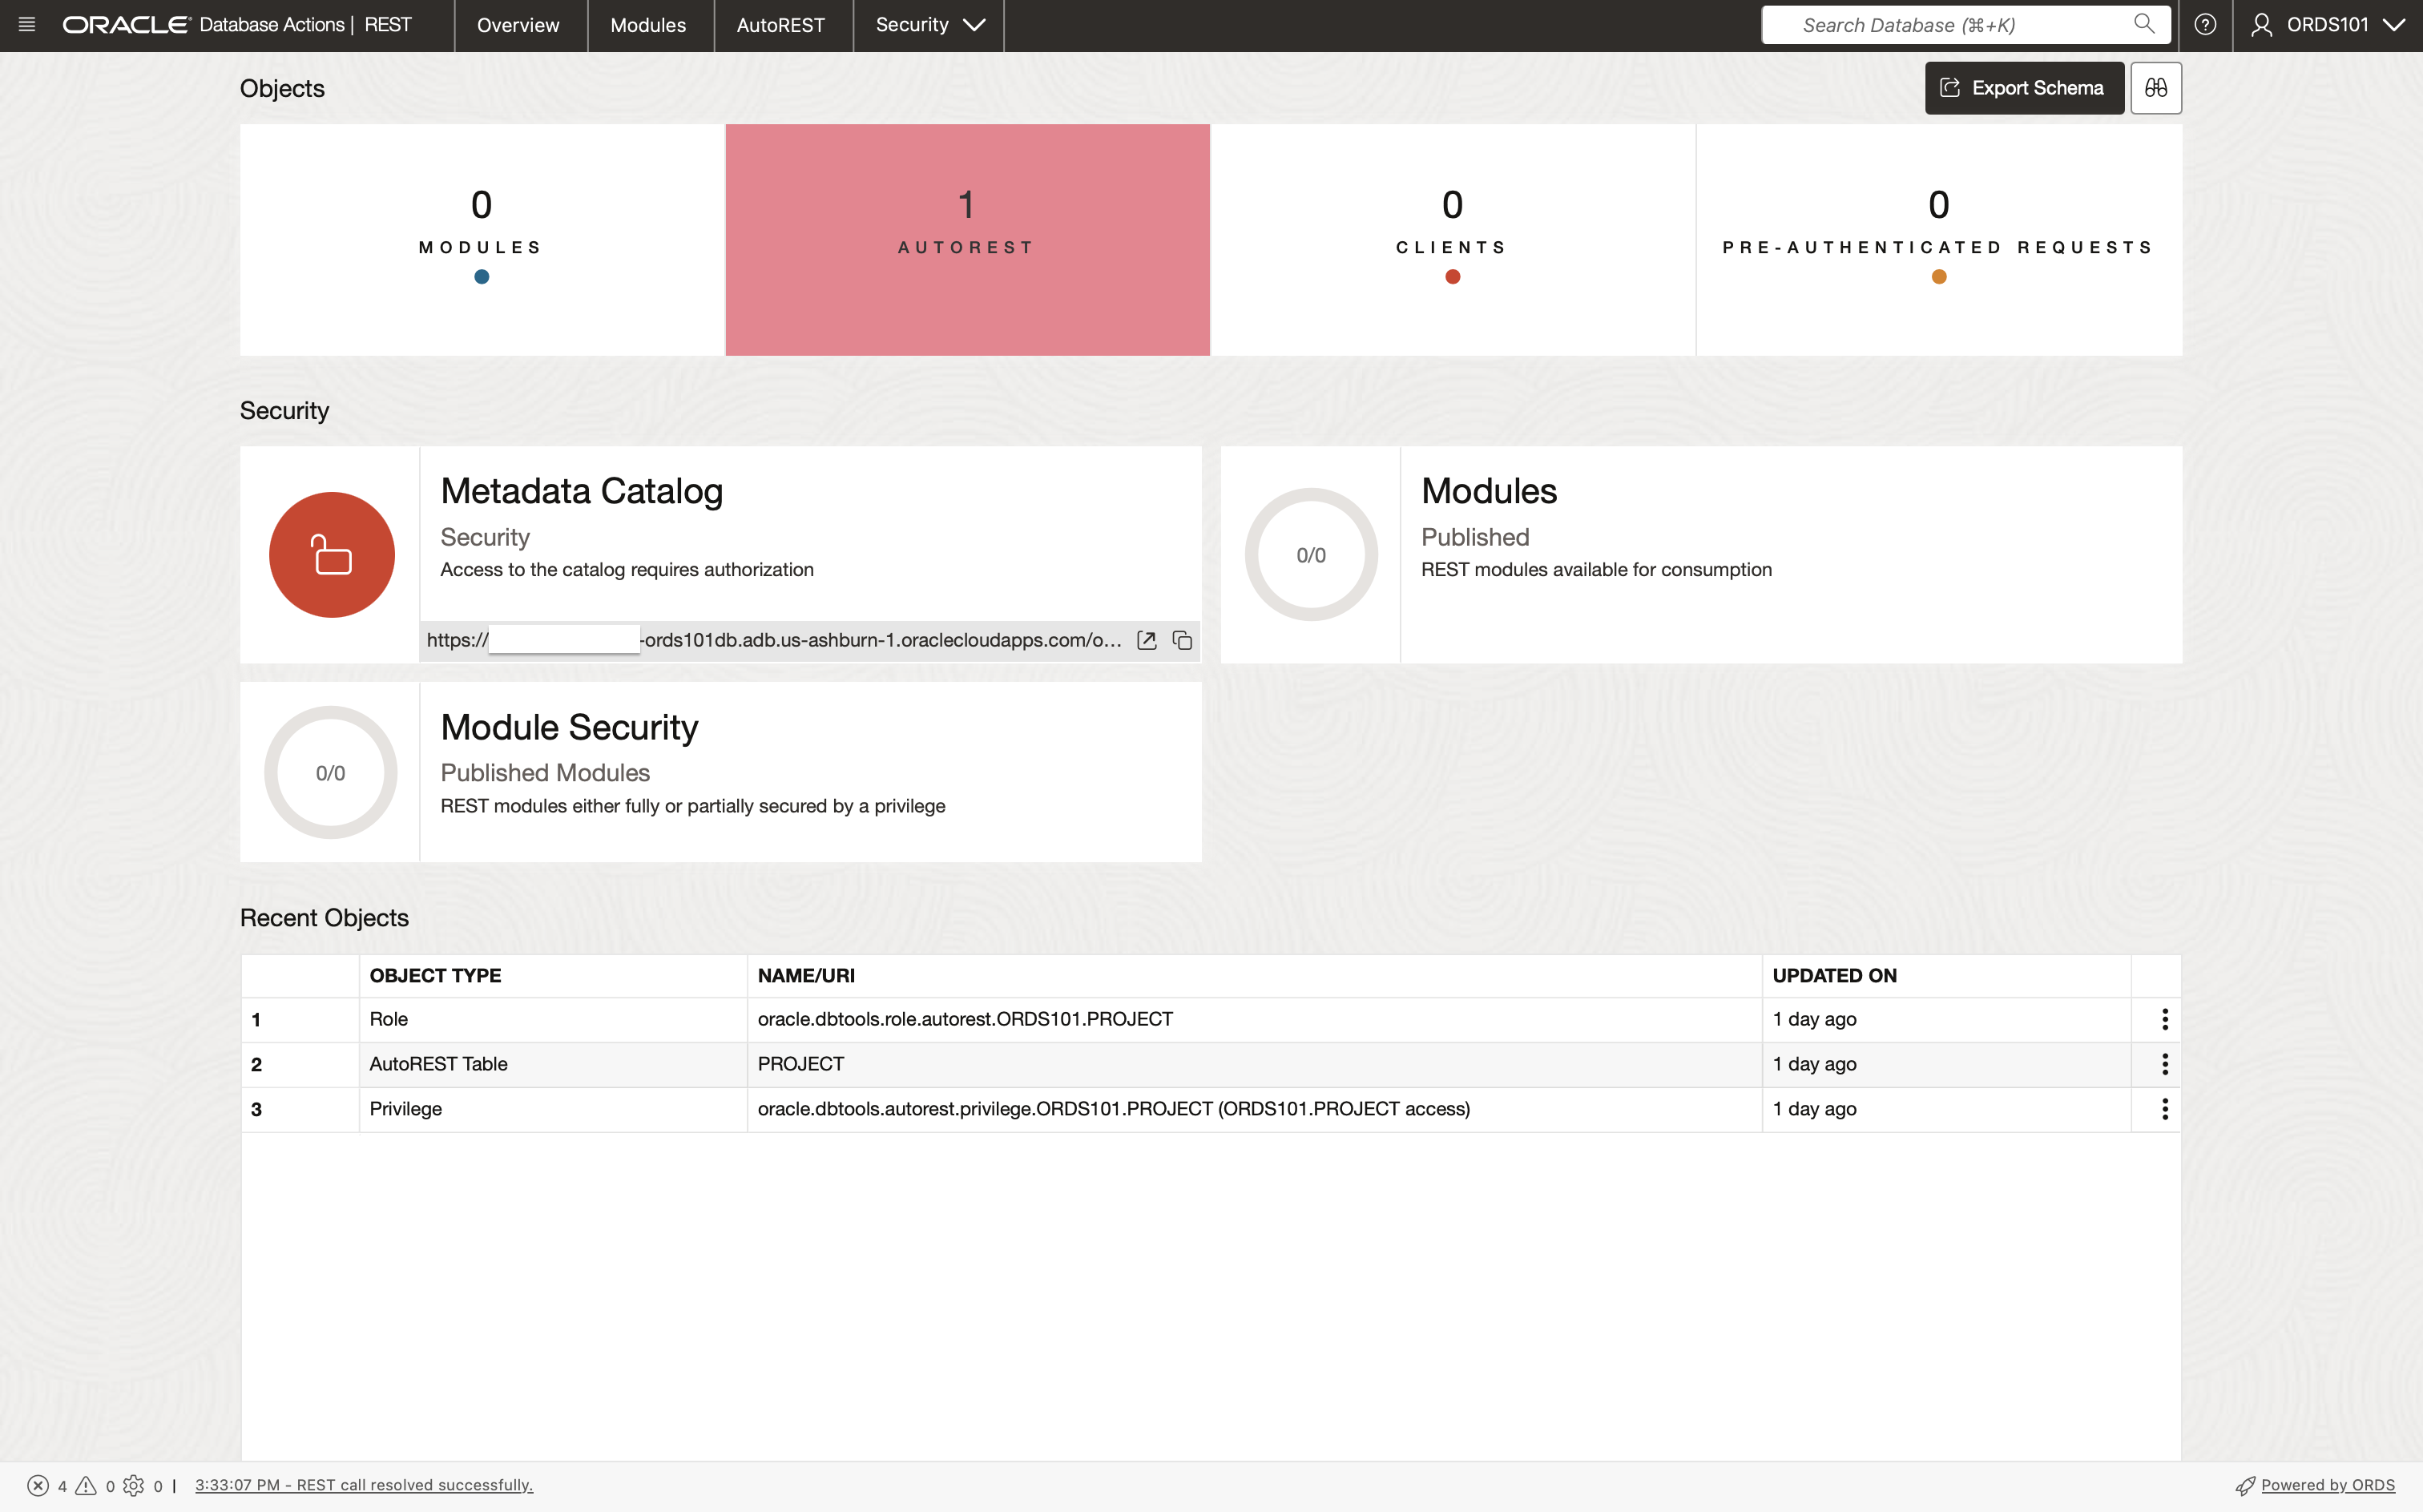 ORACLE Database Actions | REST Overview Modules AutoREST Security Search Database (⌘+K) ORDS101
Objects Export Schema
0 1 0 0
MODULES AUTOREST CLIENTS PRE-AUTHENTICATED REQUESTS
Security
Metadata Catalog
Security
Access to the catalog requires authorization
https:// -ords101db.adb.us-ashburn-1.oraclecloudapps.com/o...
0/0
Modules
Published
REST modules available for consumption
0/0
Module Security
Published Modules
REST modules either fully or partially secured by a privilege
Recent Objects
OBJECT TYPE NAME/URI UPDATED ON
1 Role oracle.dbtools.role.autorest.ORDS101.PROJECT 1 day ago
2 AutoREST Table PROJECT 1 day ago
3 Privilege oracle.dbtools.autorest.privilege.ORDS101.PROJECT (ORDS101.PROJECT access) 1 day ago
4 0 0 | 3:33:07 PM - REST call resolved successfully. Powered by ORDS